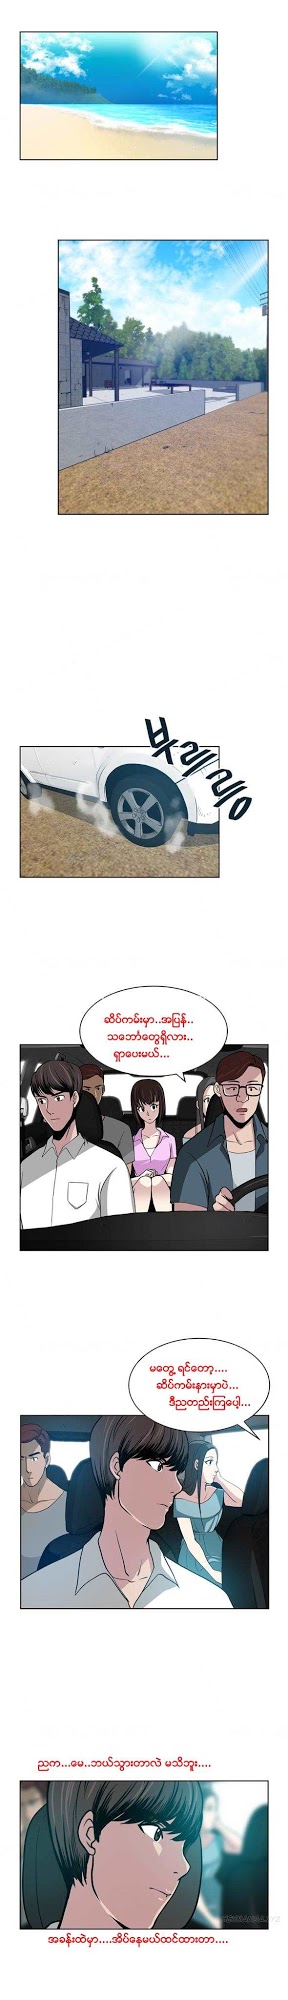 부르릉
ဆိပ်ကမ်းမှာ..အပြန်..
သဘောၤတွေရှိလား..
ရှာပေးမယ်...
မတွေ့ရင်တော့....
ဆိပ်ကမ်းနားမှာပဲ...
ဒီညတည်းကြပေါ့...
ညက...မေ..ဘယ်သွားတာလဲ မသိဘူး....
အခန်းထဲမှာ....အိပ်နေမယ်ထင်ထားတာ....